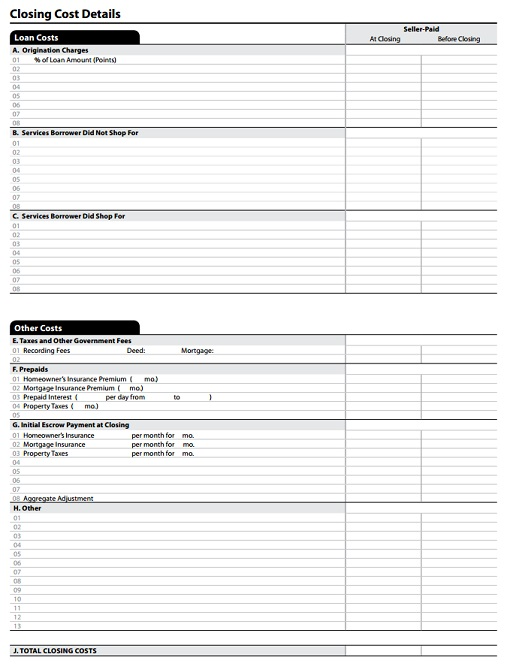 Closing Cost Details
Seller-Paid
Loan Costs At Closing Before Closing
A. Origination Charges
01 % of Loan Amount (Points)
02
03
04
05
06
07
08
B. Services Borrower Did Not Shop For
01
02
03
04
05
06
07
08
C. Services Borrower Did Shop For
01
02
03
04
05
06
07
08
Other Costs
E. Taxes and Other Government Fees
01 Recording Fees Deed: Mortgage:
02
F. Prepaids
01 Homeowner's Insurance Premium ( mo.)
02 Mortgage Insurance Premium ( mo.)
03 Prepaid Interest ( per day from to )
04 Property Taxes ( mo.)
05
G. Initial Escrow Payment at Closing
01 Homeowner's Insurance per month for mo.
02 Mortgage Insurance per month for mo.
03 Property Taxes per month for mo.
04
05
06
07
08 Aggregate Adjustment
H. Other
01
02
03
04
05
06
07
08
09
10
11
12
13
J. TOTAL CLOSING COSTS